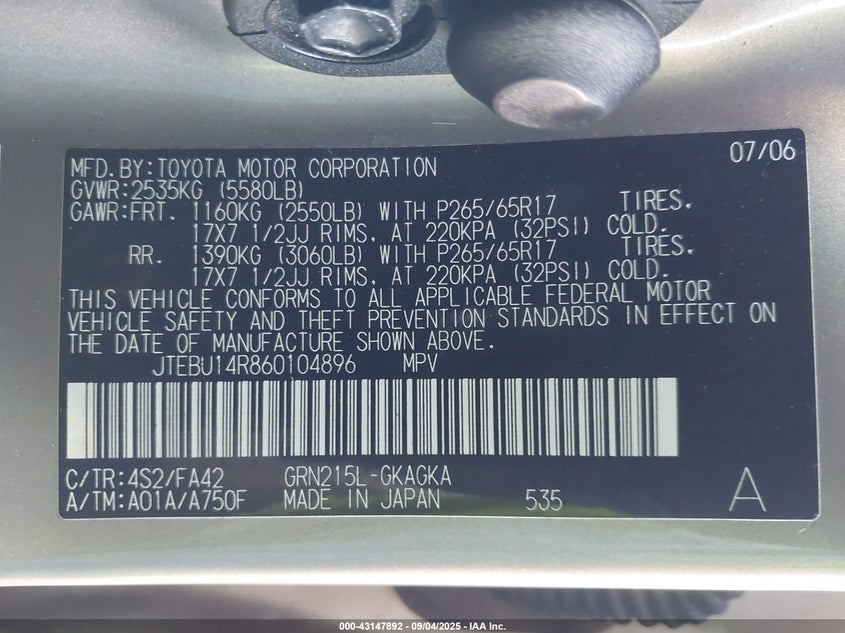 07/06
MFD.BY:TOYOTA MOTOR CORPORATION
GVWR:2535KG (5580LB)
GAWR:FRT. 1160KG (2550LB) WITH P265/65R17 TIRES,
17X7 1/2JJ RIMS, AT 220KPA (32PSI) COLD.
RR. 1390KG (3060LB) WITH P265/65R17 TIRES,
17X7 1/2JJ RIMS, AT 220KPA (32PSI) COLD.
THIS VEHICLE CONFORMS TO ALL APPLICABLE FEDERAL MOTOR
VEHICLE SAFETY AND THEFT PREVENTION STANDARDS IN EFFECT ON
THE DATE OF MANUFACTURE SHOWN ABOVE.
JTEBU14R860104896 MPV
C/TR:4S2/FA42 GRN215L-GKAGKA
A/TM:A01A/A750F MADE IN JAPAN 535 A
000-43147892 - 09/04/2025 - IAA Inc.